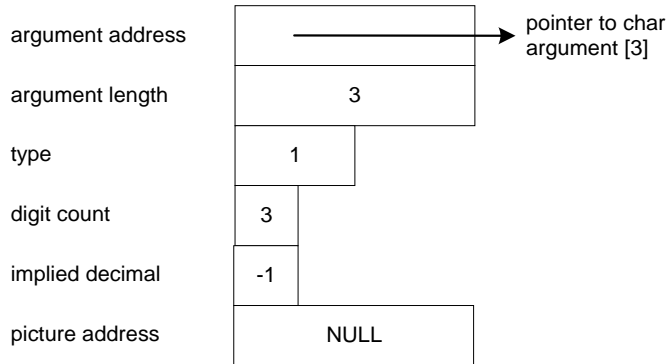 argument address
pointer to char
argument [3]
argument length
3
type
1
digit count
3
implied decimal
-1
picture address
NULL